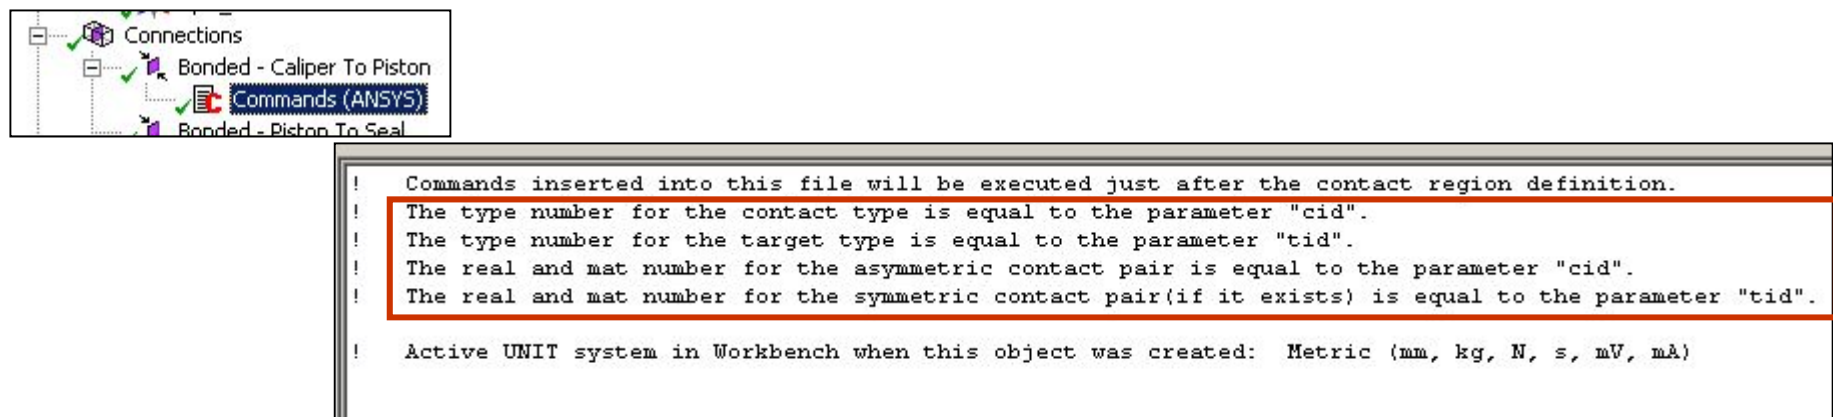 Connections
Bonded - Caliper To Piston
Commands (ANSYS)
Bonded - Piston To Seal
! Commands inserted into this file will be executed just after the contact region definition.
! The type number for the contact type is equal to the parameter "cid".
! The type number for the target type is equal to the parameter "tid".
! The real and mat number for the asymmetric contact pair is equal to the parameter "cid".
! The real and mat number for the symmetric contact pair(if it exists) is equal to the parameter "tid".
! Active UNIT system in Workbench when this object was created: Metric (mm, kg, N, s, mV, mA)